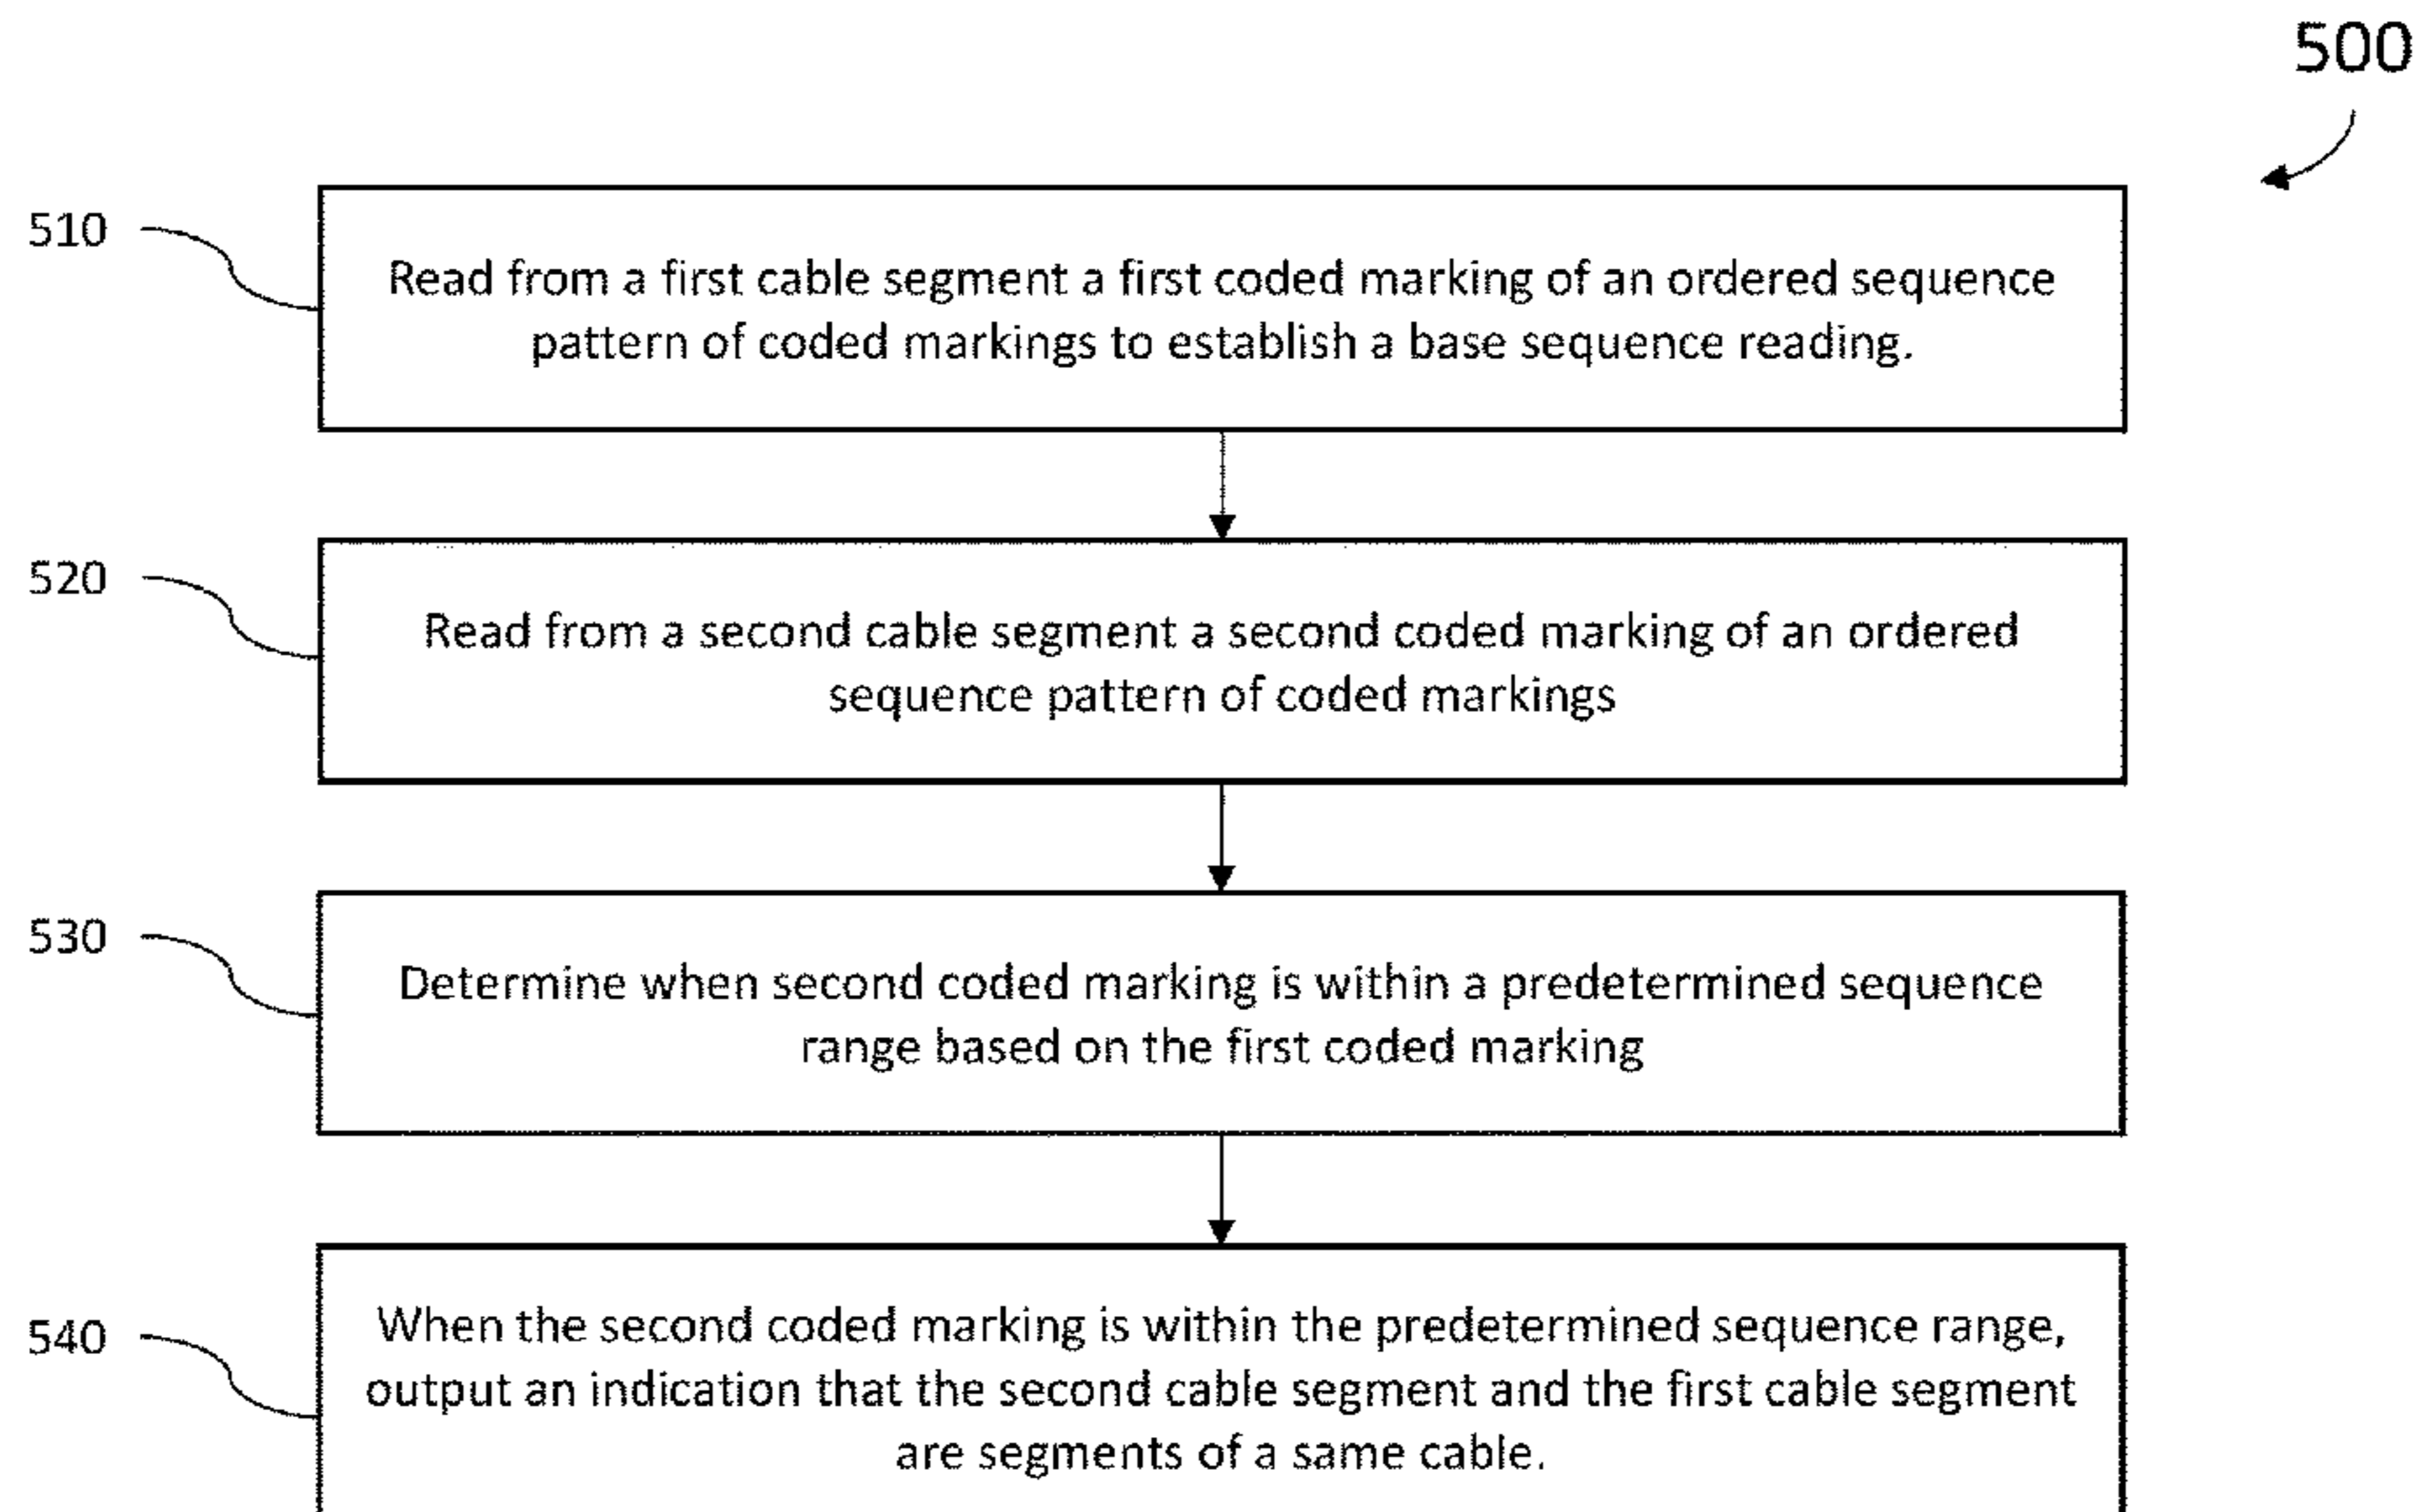 500
510
Read from a first cable segment a first coded marking of an ordered sequence
pattern of coded markings to establish a base sequence reading.
520
Read from a second cable segment a second coded marking of an ordered
sequence pattern of coded markings
530
Determine when second coded marking is within a predetermined sequence
range based on the first coded marking
540
When the second coded marking is within the predetermined sequence range,
output an indication that the second cable segment and the first cable segment
are segments of a same cable.